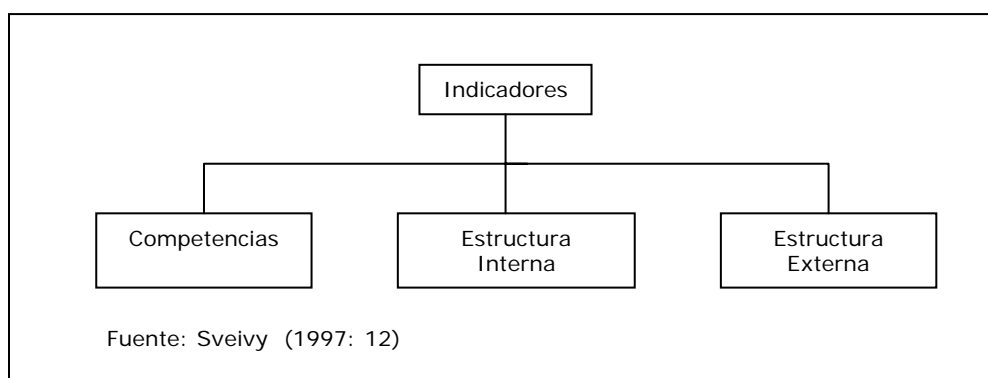 Indicadores
Competencias
Estructura
Interna
Estructura
Externa
Fuente: Sveivy (1997: 12)